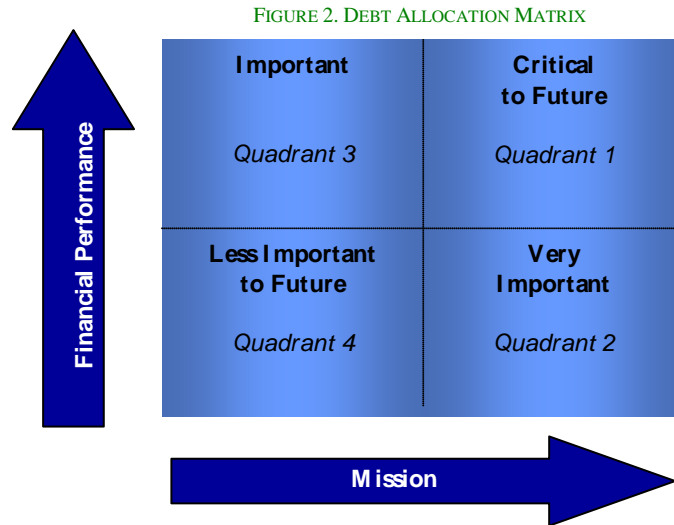 FIGURE 2. DEBT ALLOCATION MATRIX
Important
Critical
to Future
Quadrant 3
Quadrant 1
Financial Performance
Less Important
to Future
Very
Important
Quadrant 4
Quadrant 2
Mission